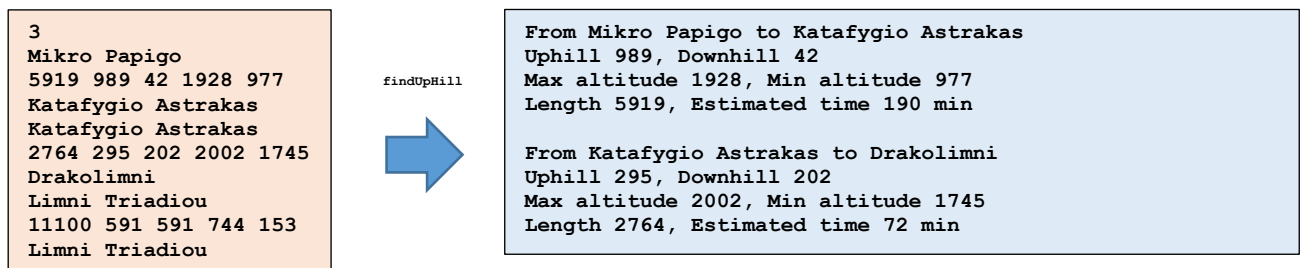 3
Mikro Papigo
5919 989 42 1928 977
Katafygio Astrakas
Katafygio Astrakas
2764 295 202 2002 1745
Drakolimni
Limni Triadiou
11100 591 591 744 153
Limni Triadiou
findUpHill
From Mikro Papigo to Katafygio Astrakas
Uphill 989, Downhill 42
Max altitude 1928, Min altitude 977
Length 5919, Estimated time 190 min
From Katafygio Astrakas to Drakolimni
Uphill 295, Downhill 202
Max altitude 2002, Min altitude 1745
Length 2764, Estimated time 72 min